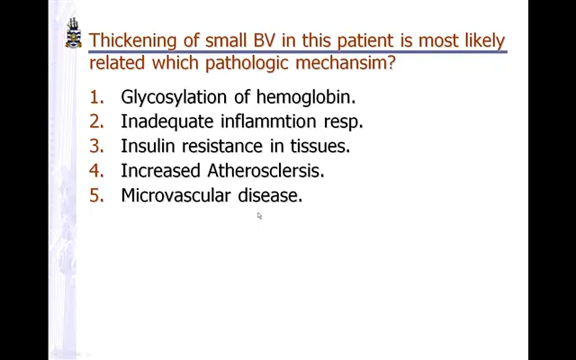 Thickening of small BV in this patient is most likely
related which pathologic mechansim?
1. Glycosylation of hemoglobin.
2. Inadequate inflammtion resp.
3. Insulin resistance in tissues.
4. Increased Atherosclersis.
5. Microvascular disease.